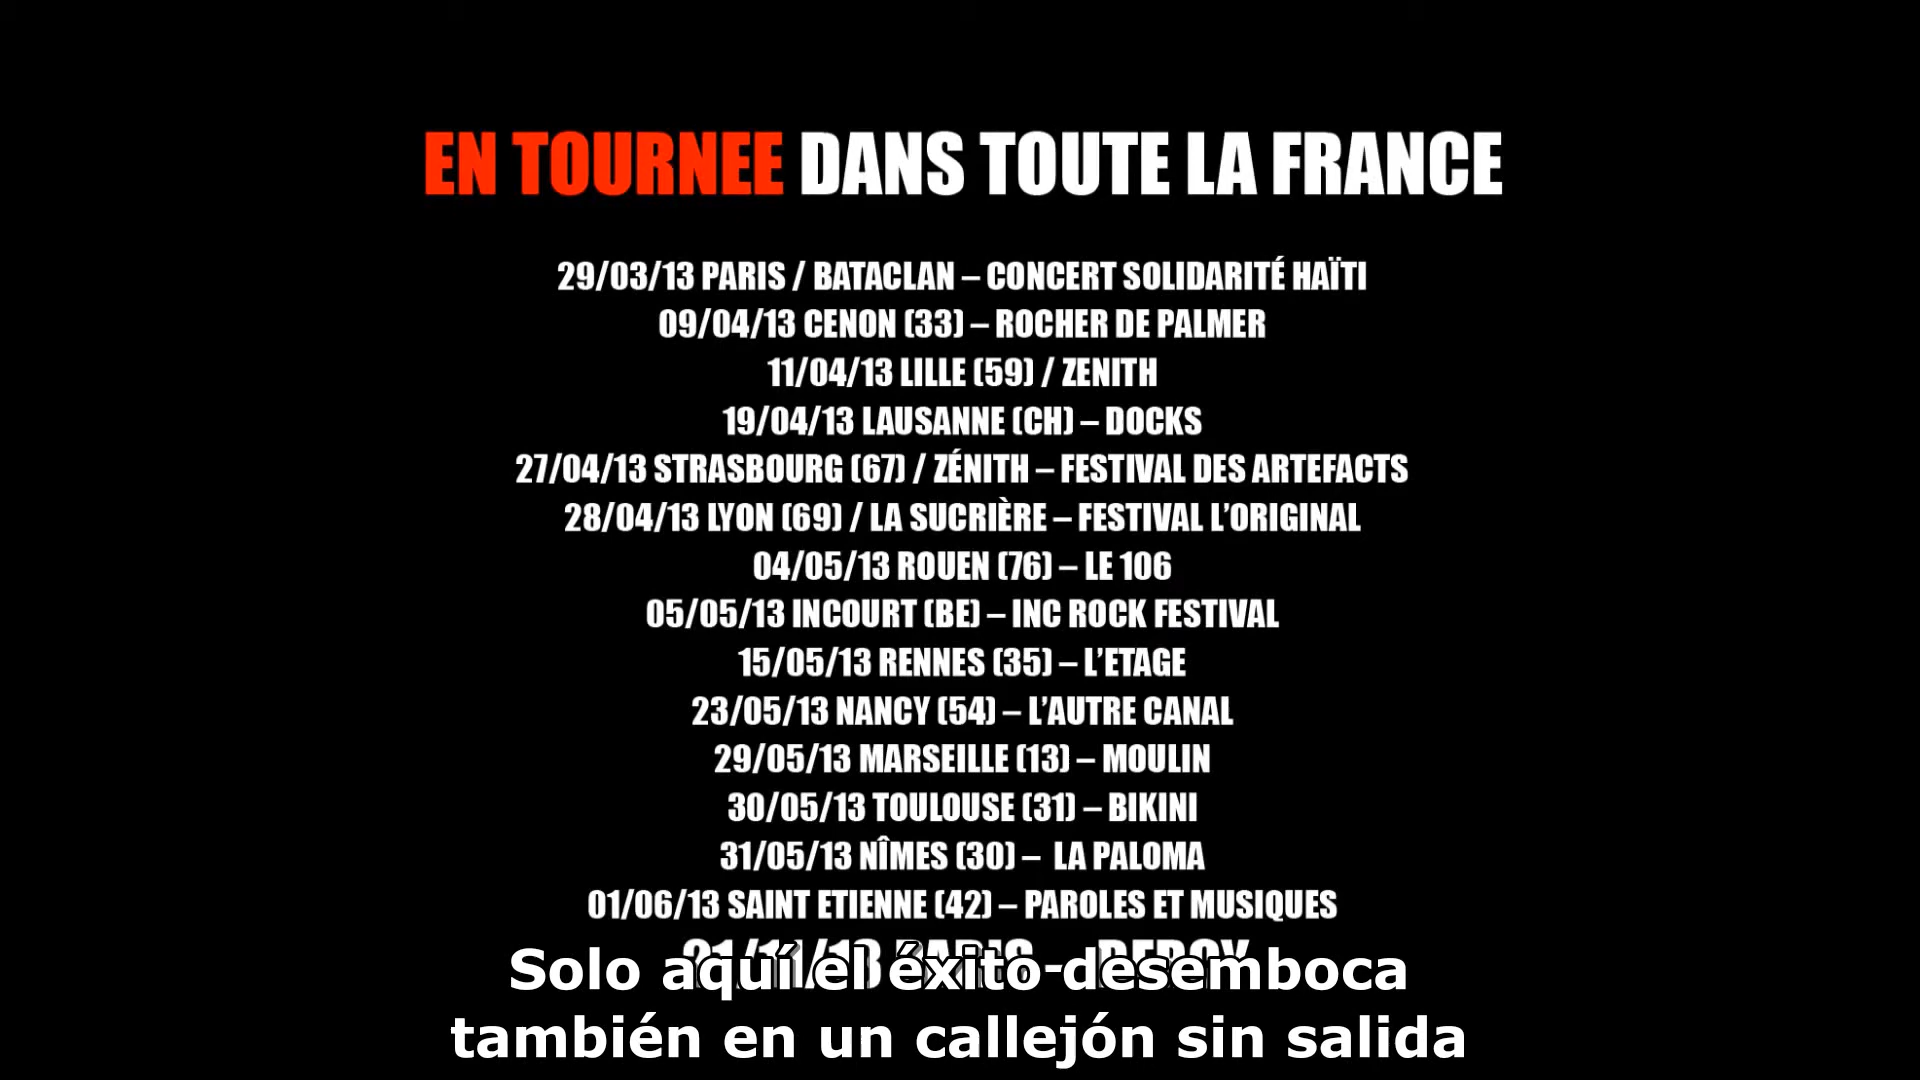 EN TOURNEE DANS TOUTE LA FRANCE
29/03/13 PARIS / BATACLAN – CONCERT SOLIDARITÉ HAÏTI
09/04/13 CENON (33) – ROCHER DE PALMER
11/04/13 LILLE (59) / ZENITH
19/04/13 LAUSANNE (CH) – DOCKS
27/04/13 STRASBOURG (67) / ZÉNITH – FESTIVAL DES ARTEFACTS
28/04/13 LYON (69) / LA SUCRIÈRE – FESTIVAL L'ORIGINAL
04/05/13 ROUEN (76) – LE 106
05/05/13 INCOURT (BE) – INC ROCK FESTIVAL
15/05/13 RENNES (35) – L'ETAGE
23/05/13 NANCY (54) – L'AUTRE CANAL
29/05/13 MARSEILLE (13) – MOULIN
30/05/13 TOULOUSE (31) – BIKINI
31/05/13 NÎMES (30) – LA PALOMA
01/06/13 SAINT ETIENNE (42) – PAROLES ET MUSIQUES
Solo aquí el éxito desemboca
también en un callejón sin salida